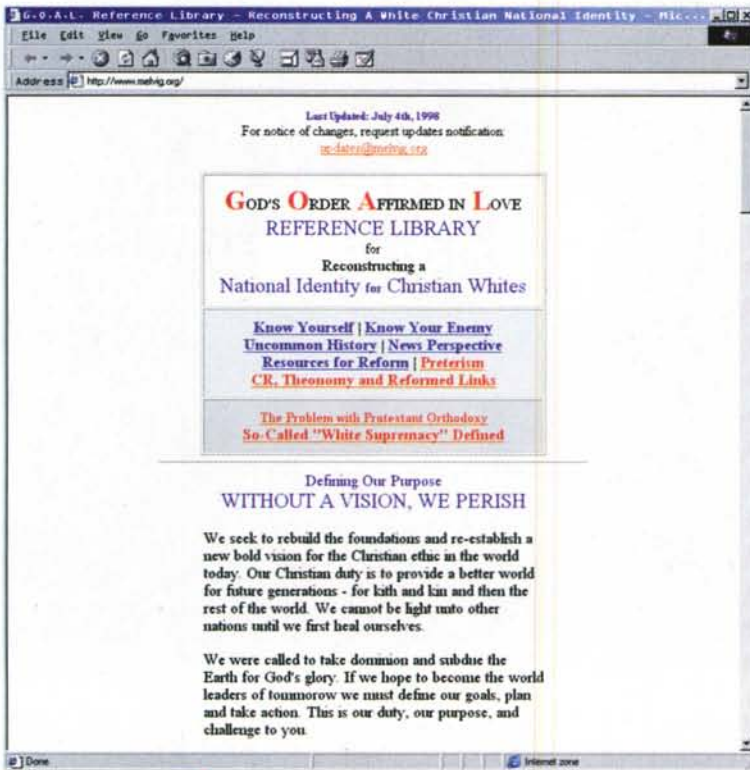 G.O.A.L. Reference Library - Reconstructing A White Christian National Identity - Mic...
File Edit View Go Favorites Help
Address http://www.melvig.org/
Last Updated: July 4th, 1998
For notice of changes, request updates notification:
updates@melvig.org
GOD'S ORDER AFFIRMED IN LOVE
REFERENCE LIBRARY
for
Reconstructing a
National Identity for Christian Whites
Know Yourself | Know Your Enemy
Uncommon History | News Perspective
Resources for Reform | Preterism
CR, Theonomy and Reformed Links
The Problem with Protestant Orthodoxy
So-Called "White Supremacy" Defined
Defining Our Purpose
WITHOUT A VISION, WE PERISH
We seek to rebuild the foundations and re-establish a
new bold vision for the Christian ethic in the world
today. Our Christian duty is to provide a better world
for future generations - for kith and kin and then the
rest of the world. We cannot be light unto other
nations until we first heal ourselves.
We were called to take dominion and subdue the
Earth for God's glory. If we hope to become the world
leaders of tommorow we must define our goals, plan
and take action. This is our duty, our purpose, and
challenge to you.
Done Internet zone